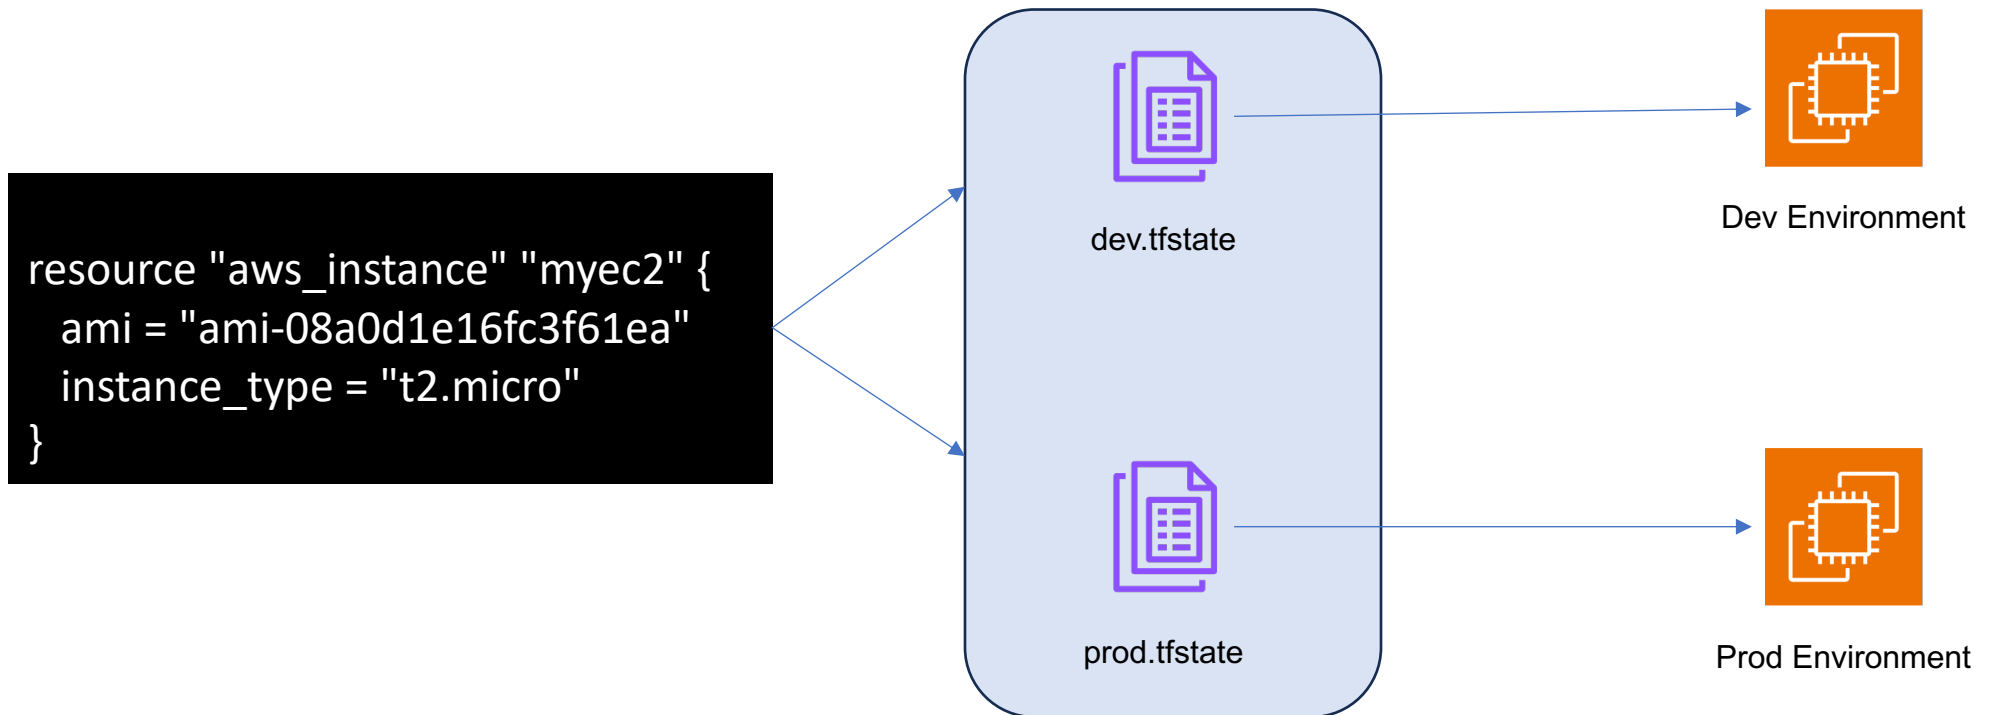 resource "aws_instance" "myec2" {
ami = "ami-08a0d1e16fc3f61ea"
instance_type = "t2.micro"
}
dev.tfstate
prod.tfstate
Dev Environment
Prod Environment